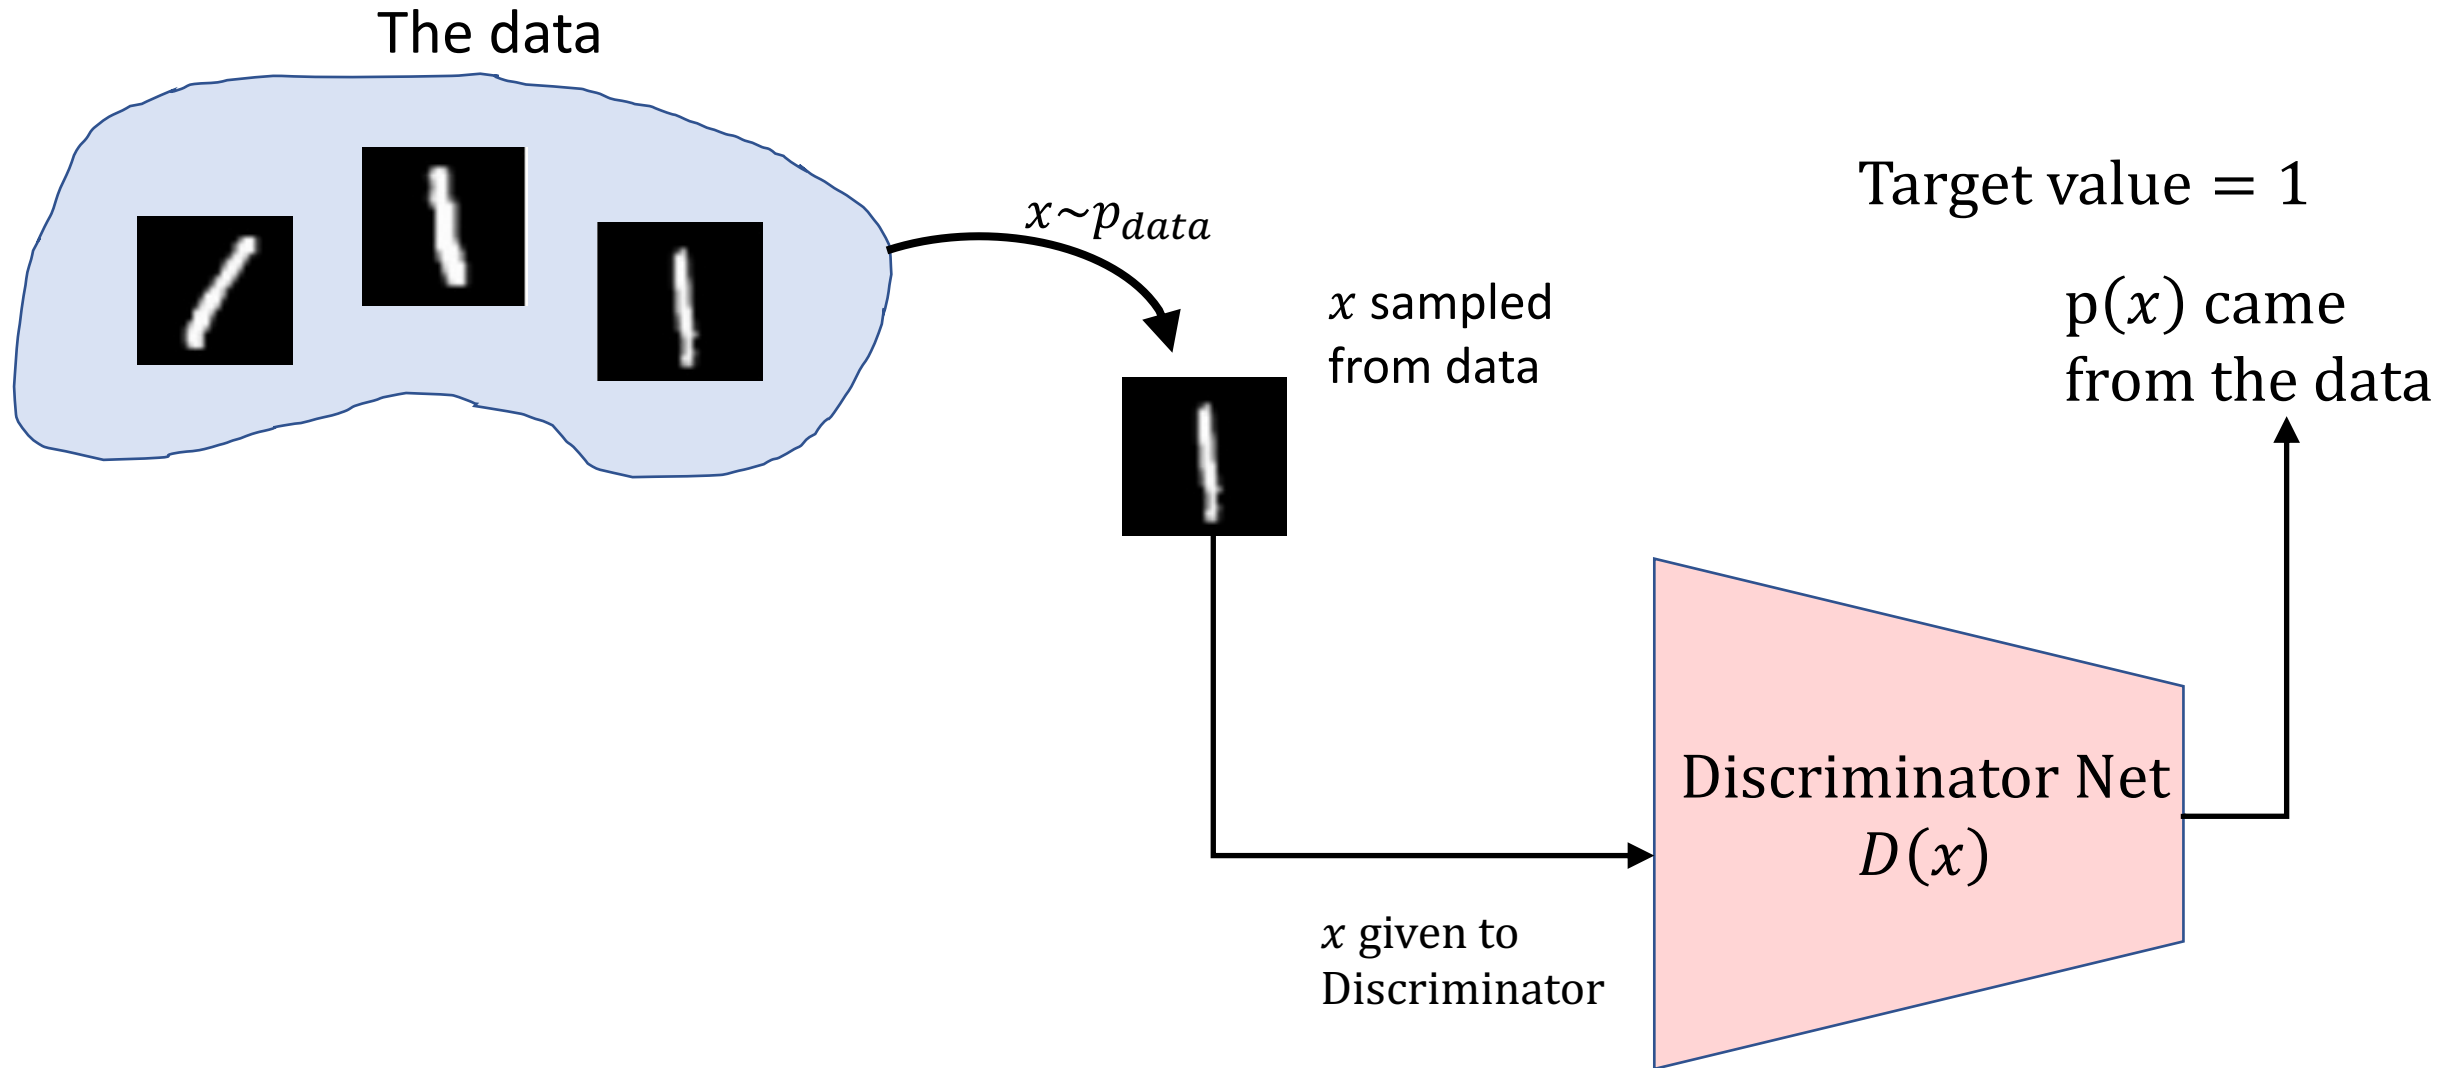 The data
x~p_data
Target value = 1
x sampled
from data
p(x) came
from the data
Discriminator Net
D(x)
x given to
Discriminator